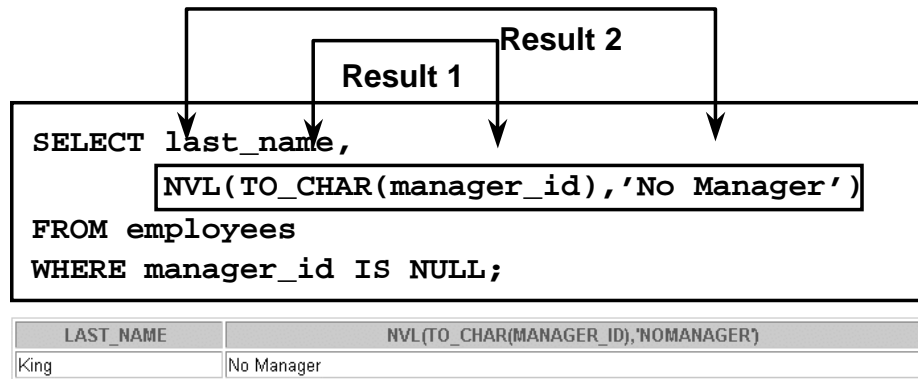 Result 2
Result 1
SELECT last_name,
NVL(TO_CHAR(manager_id),’No Manager’)
FROM employees
WHERE manager_id IS NULL;
LAST_NAME NVL(TO_CHAR(MANAGER_ID),'NOMANAGER')
King No Manager